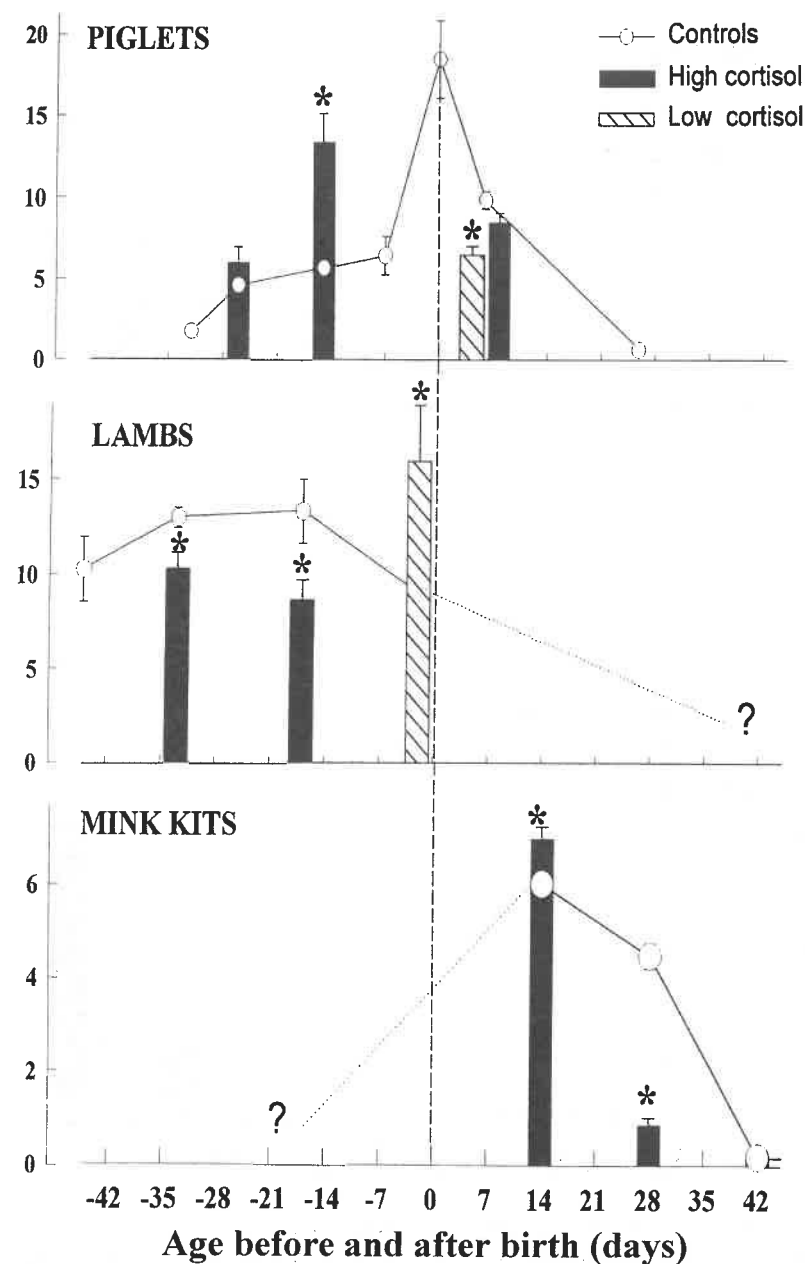 PIGLETS
Controls
High cortisol
Low cortisol
20
15
10
5
0
*
*
LAMBS
15
10
5
0
*
*
*
?
MINK KITS
6
4
2
0
?
*
*
-42 -35 -28 -21 -14 -7 0 7 14 21 28 35 42
Age before and after birth (days)